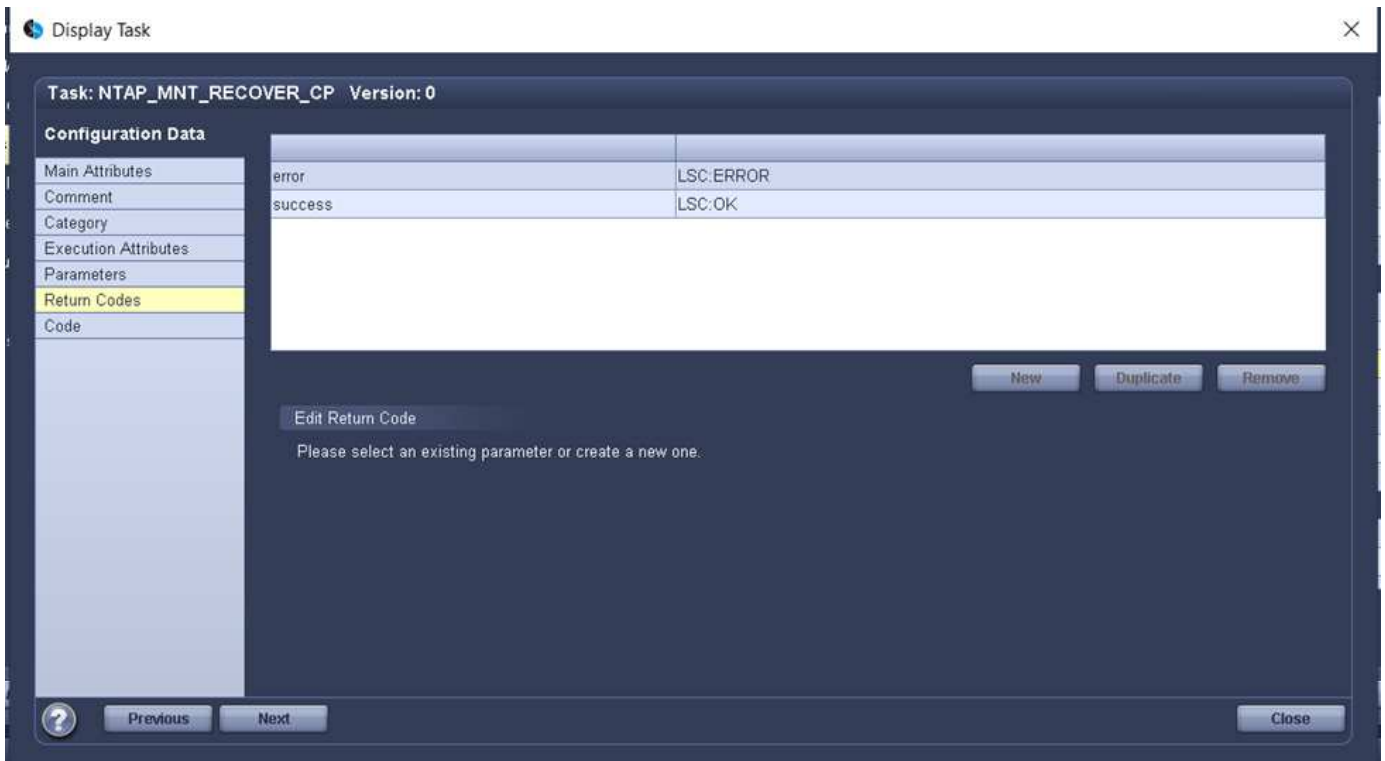 Display Task
Task: NTAP_MNT_RECOVER_CP Version: 0
Configuration Data
Main Attributes
Comment
Category
Execution Attributes
Parameters
Return Codes
Code
error LSC:ERROR
success LSC:OK
New Duplicate Remove
Edit Return Code
Please select an existing parameter or create a new one.
? Previous Next Close